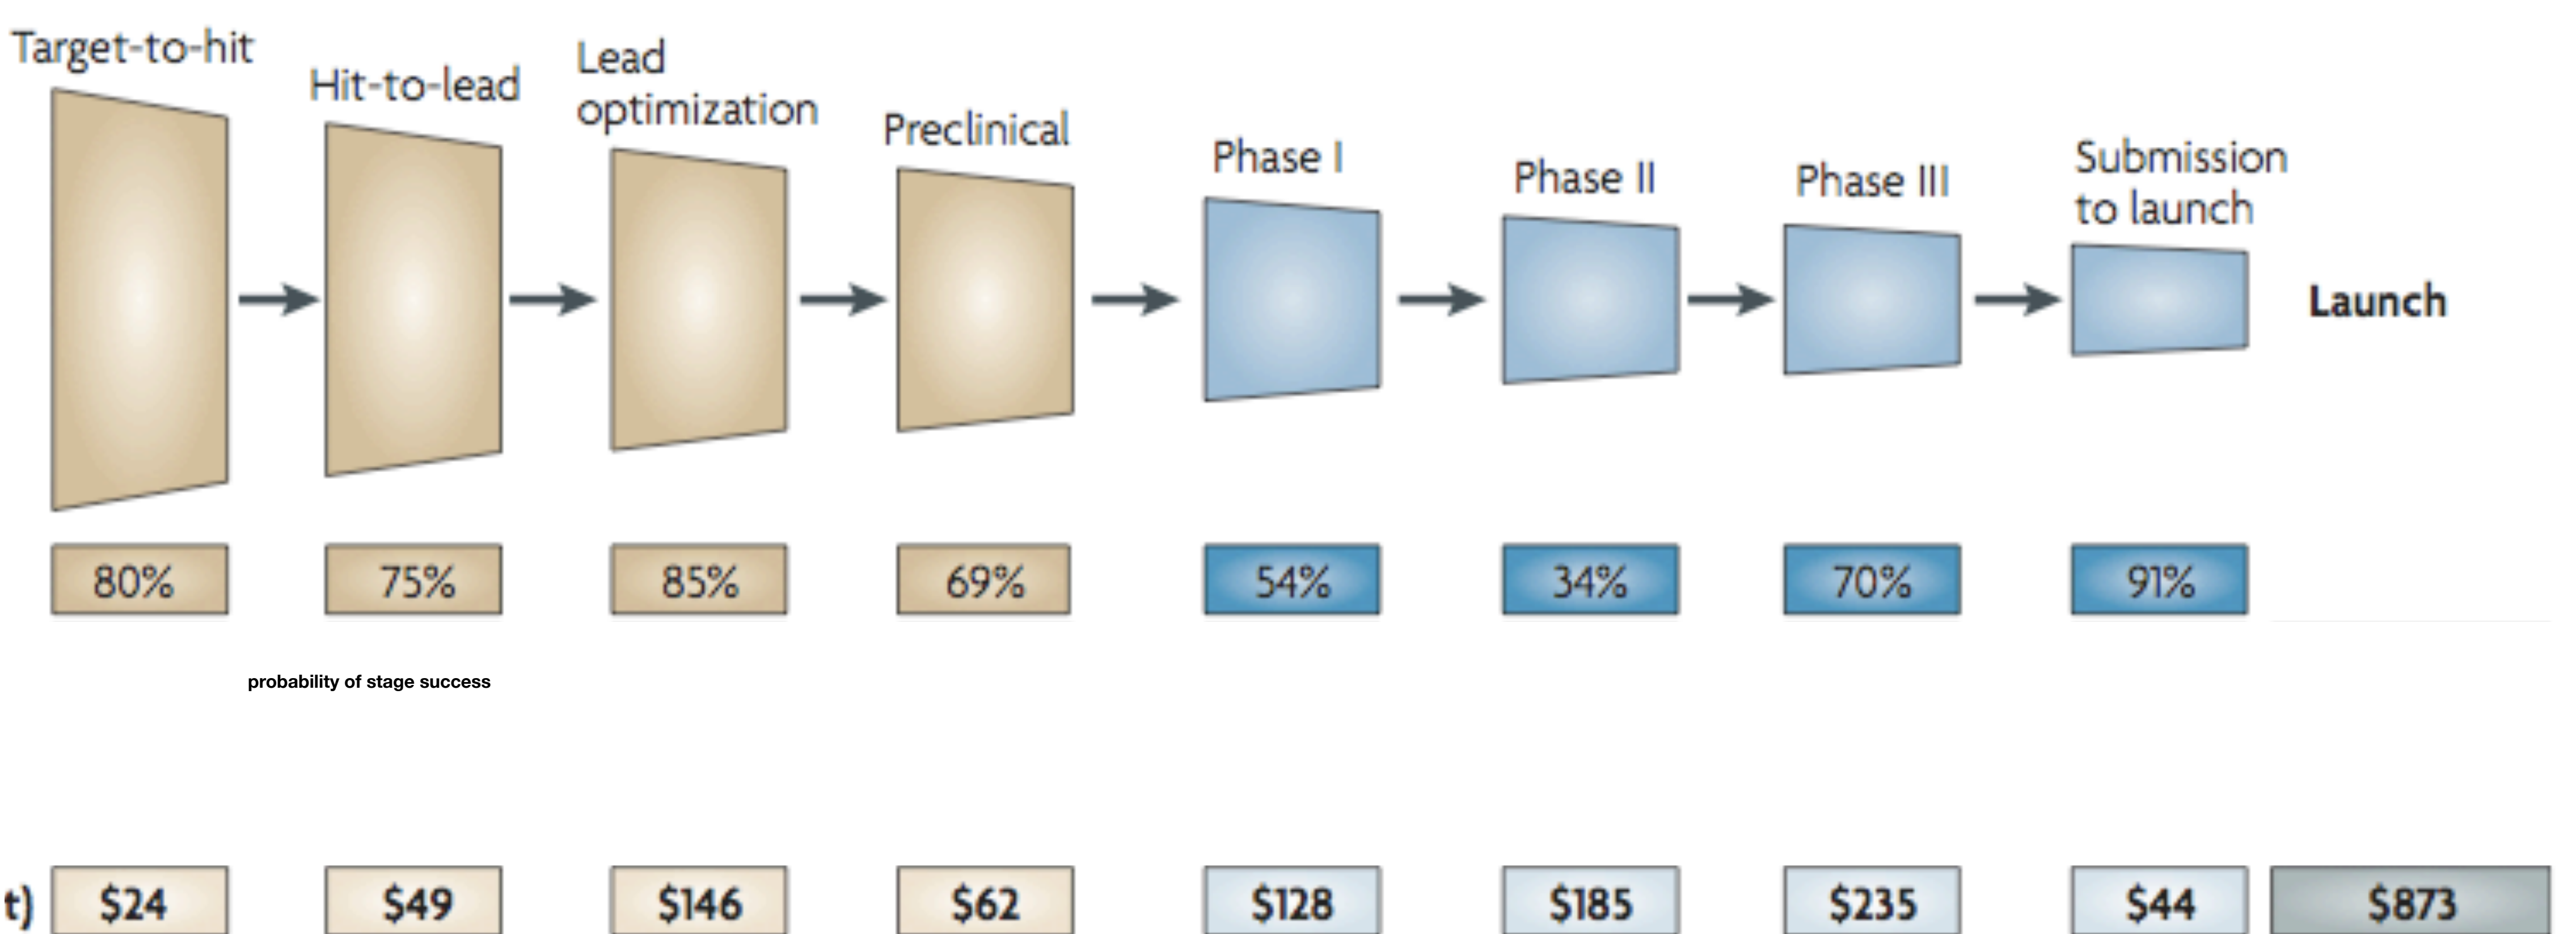 Target-to-hit
Hit-to-lead
Lead
optimization
Preclinical
Phase I
Phase II
Phase III
Submission
to launch
Launch
80%
75%
85%
69%
54%
34%
70%
91%
probability of stage success
t)
$24
$49
$146
$62
$128
$185
$235
$44
$873